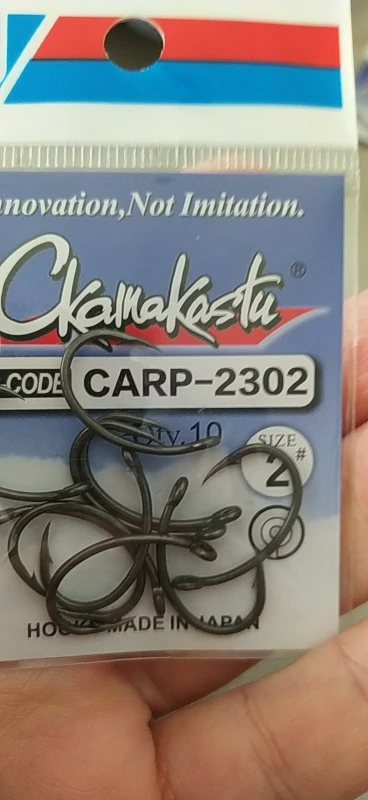 nnovation, Not Imitation.
Ckamakastu®
CODE CARP-2302
Qty.10
SIZE
# 2
HOOKS MADE IN JAPAN